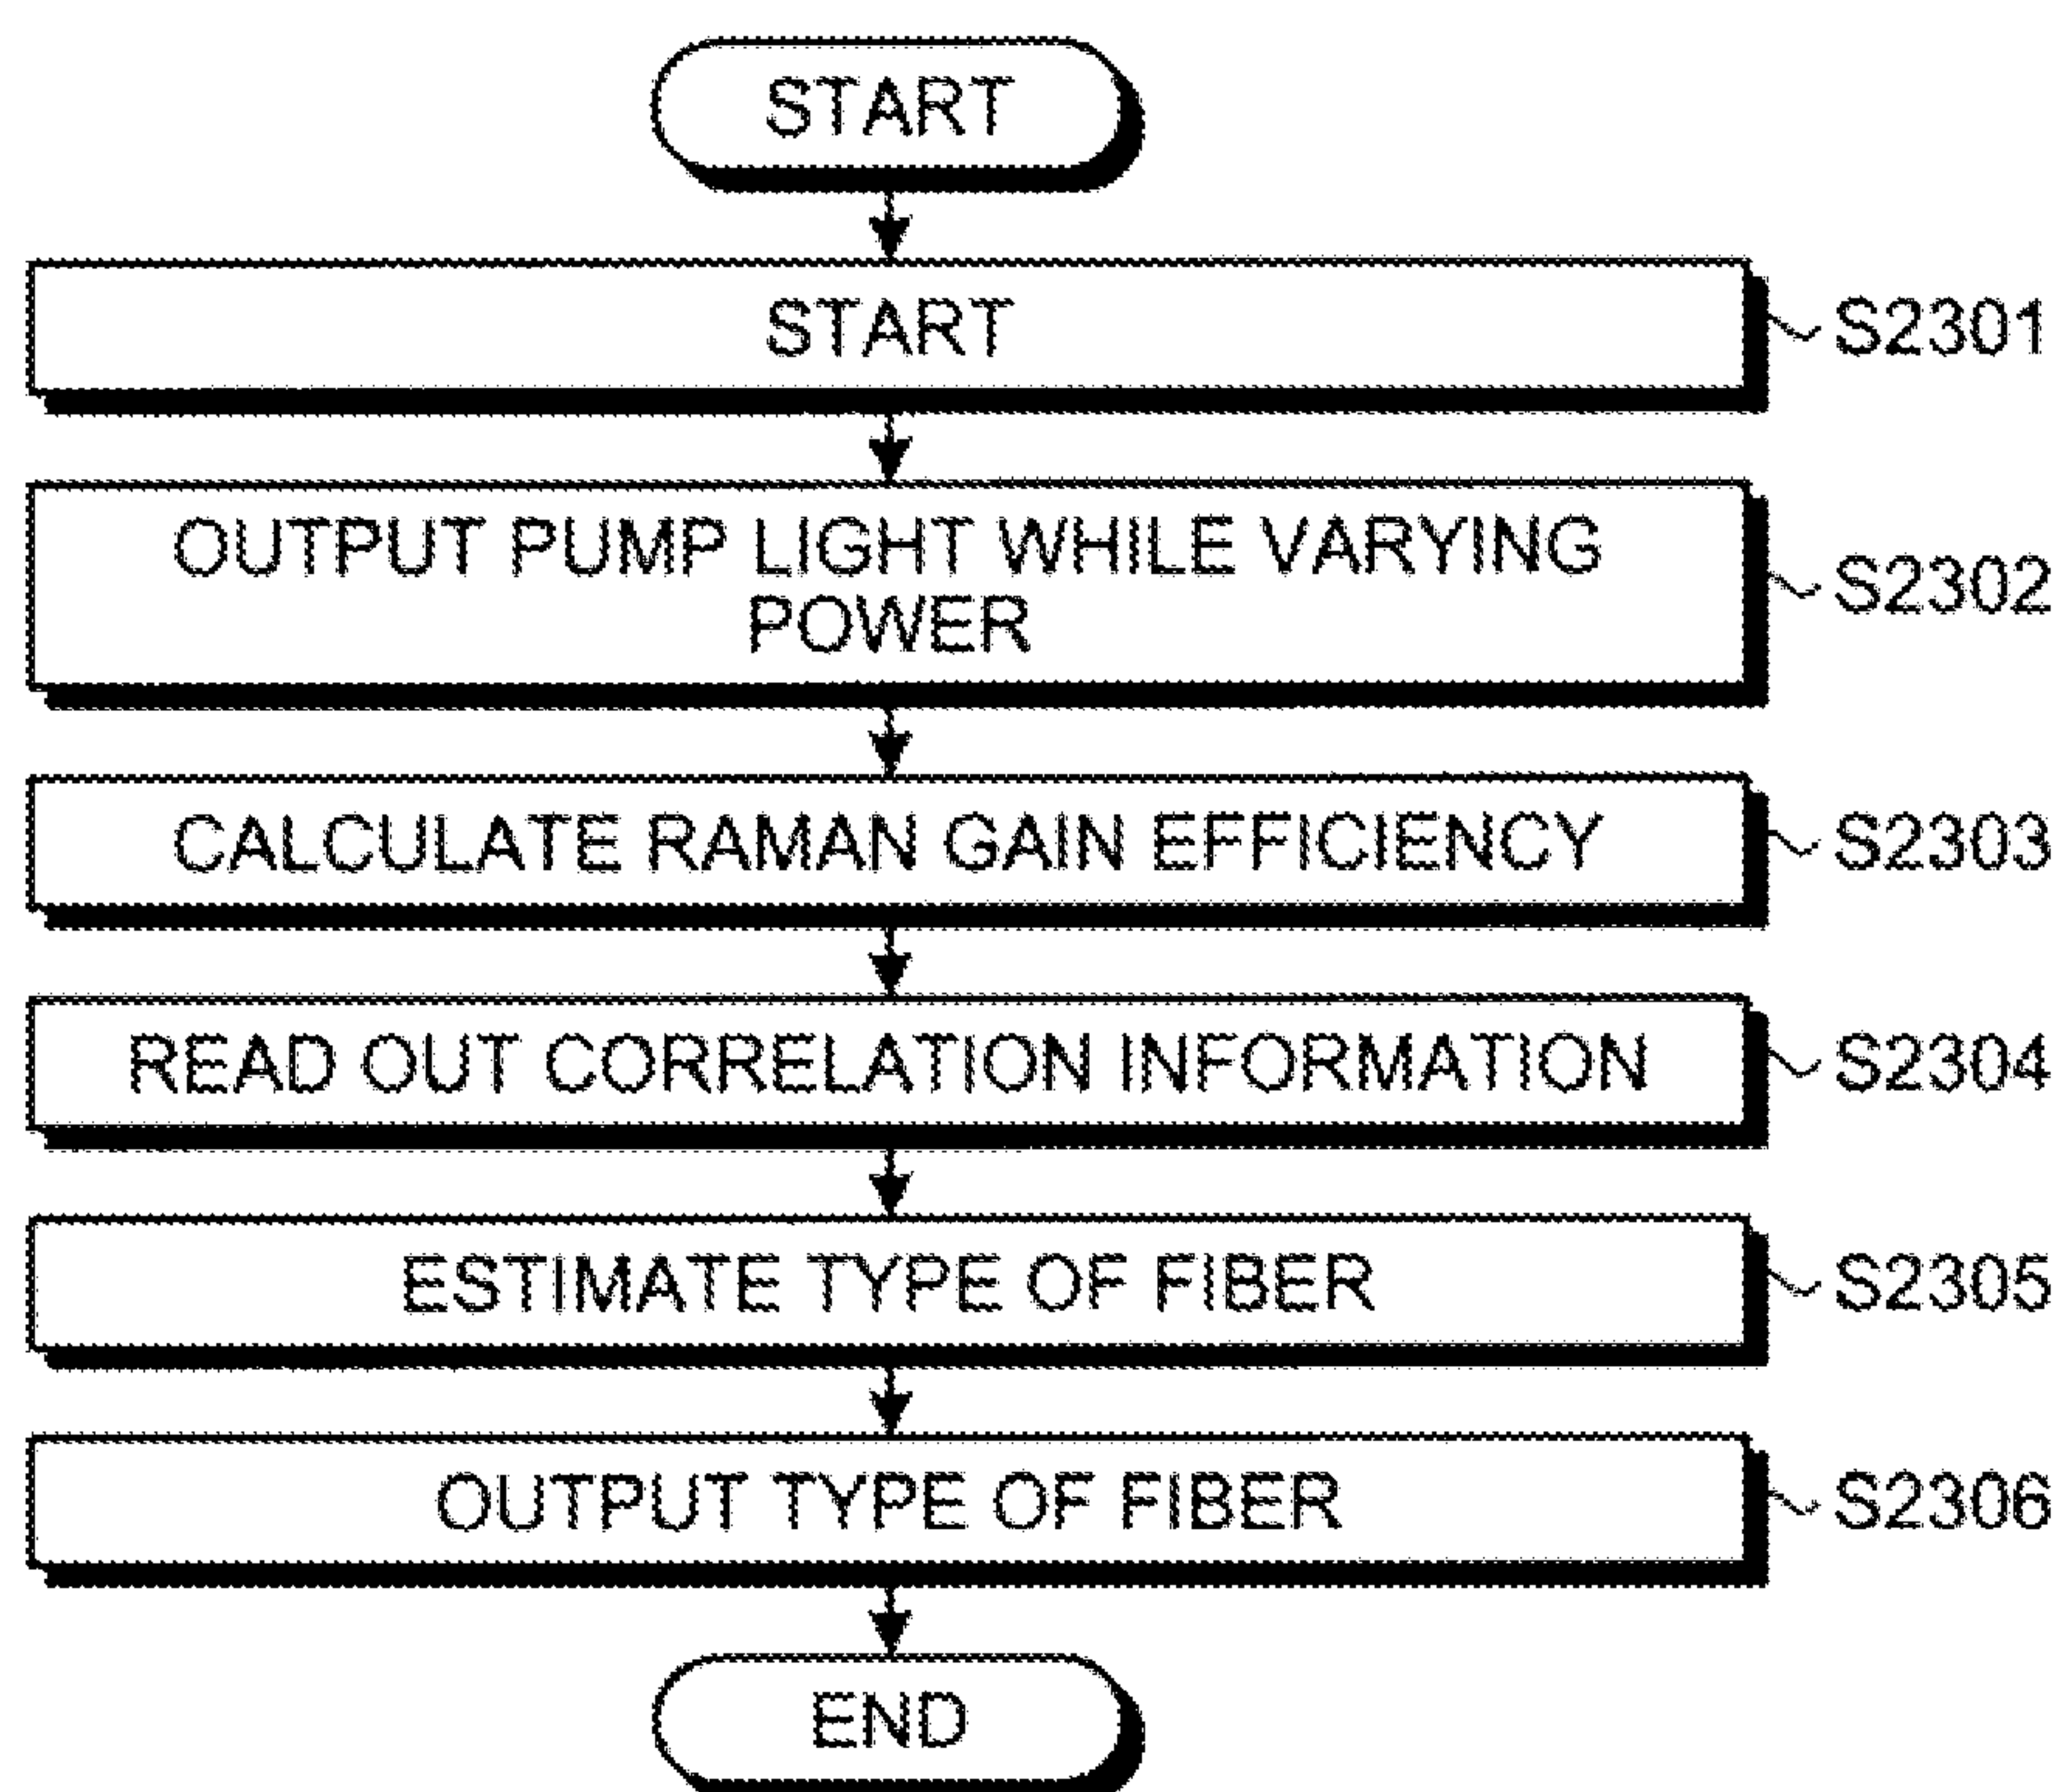 START
START
S2301
OUTPUT PUMP LIGHT WHILE VARYING
POWER
S2302
CALCULATE RAMAN GAIN EFFICIENCY
S2303
READ OUT CORRELATION INFORMATION
S2304
ESTIMATE TYPE OF FIBER
S2305
OUTPUT TYPE OF FIBER
S2306
END